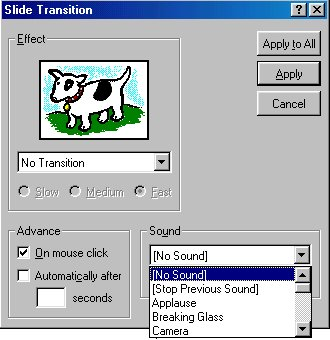 Slide Transition
Effect
Apply to All
Apply
Cancel
No Transition
Slow Medium Fast
Advance
On mouse click
Automatically after
seconds
Sound
[No Sound]
[No Sound]
[Stop Previous Sound]
Applause
Breaking Glass
Camera